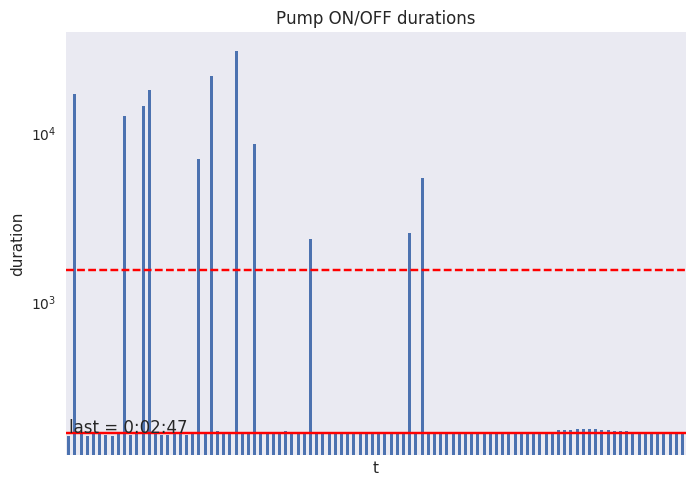 Pump ON/OFF durations
10^4
10^3
duration
last = 0:02:47
t